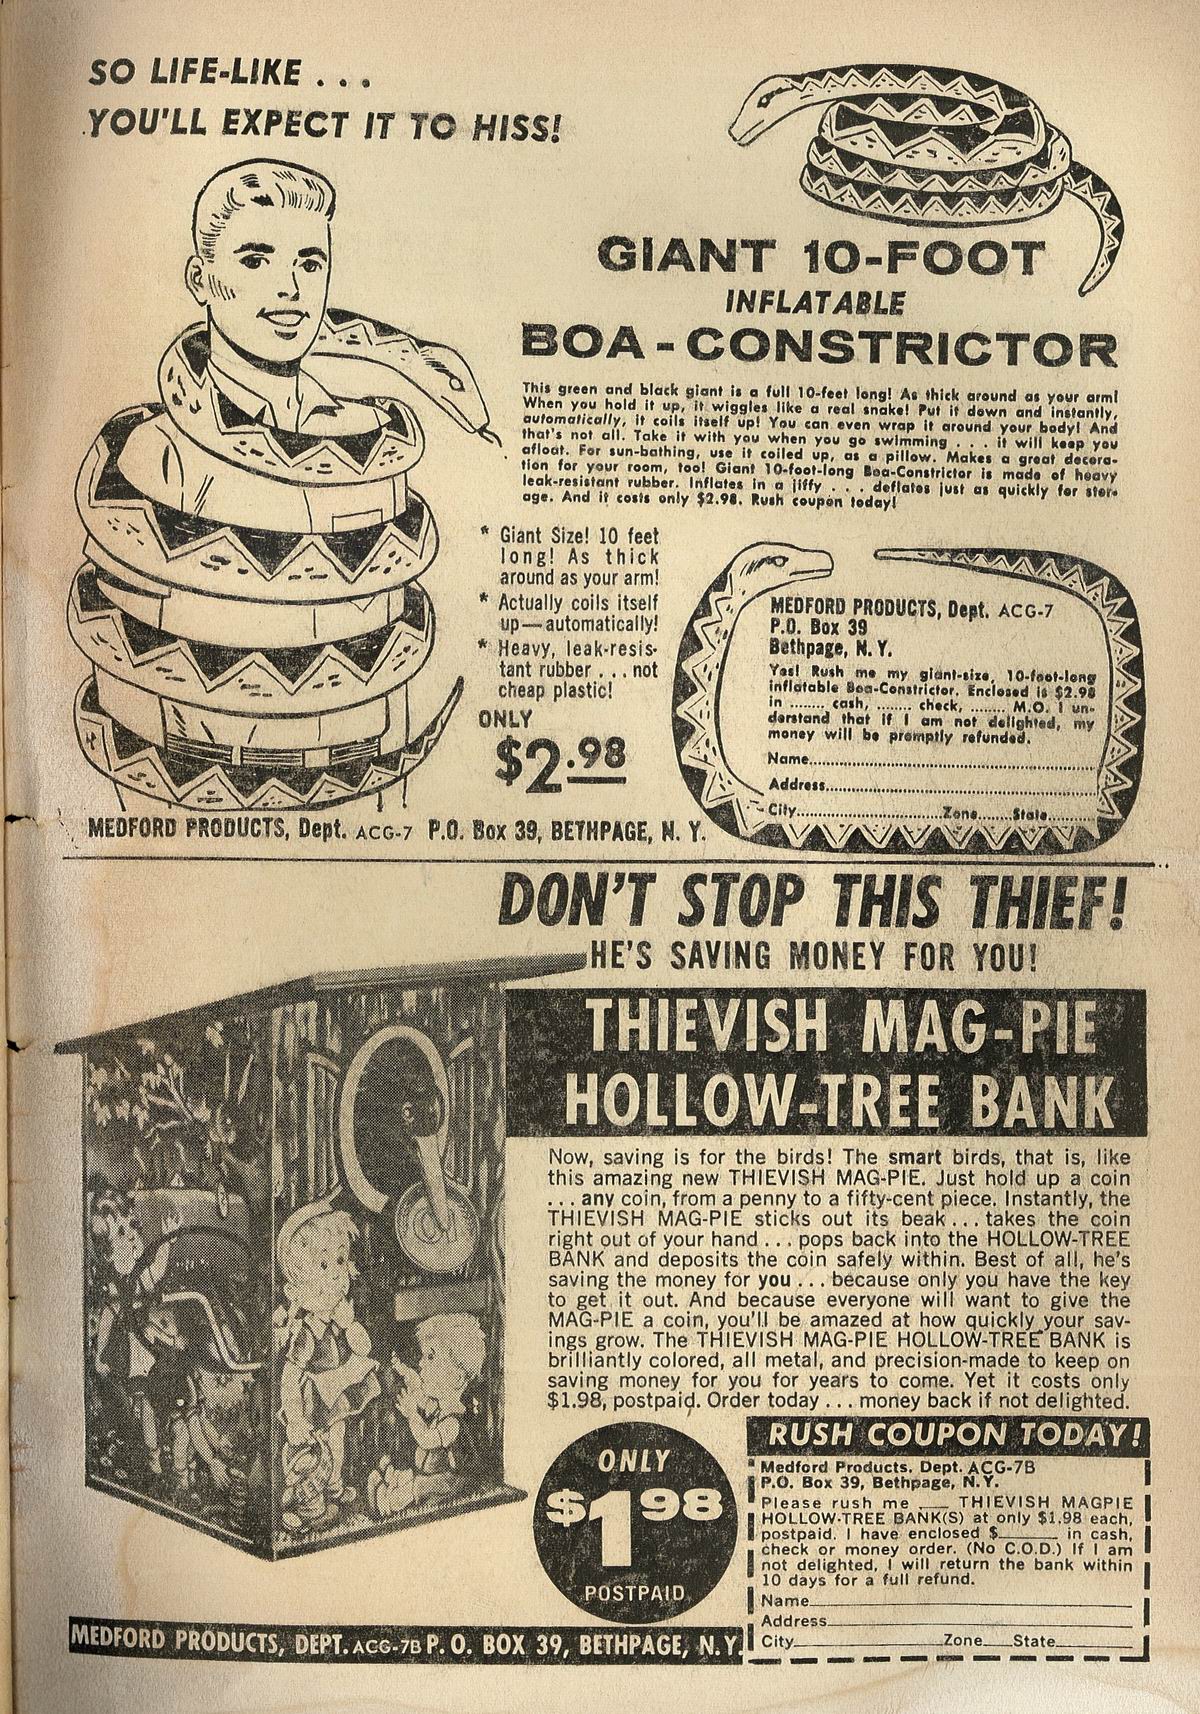 SO LIFE-LIKE . . .
YOU'LL EXPECT IT TO HISS!
GIANT 10-FOOT
INFLATABLE
BOA-CONSTRICTOR
This green and black giant is a full 10-feet long! As thick around as your arm!
When you hold it up, it wiggles like a real snake! Put it down and instantly,
automatically, it coils itself up! You can even wrap it around your body! And
that's not all. Take it with you when you go swimming . . . it will keep you
afloat. For sun-bathing, use it coiled up, as a pillow. Makes a great decora-
tion for your room, too! Giant 10-foot-long Boa-Constrictor is made of heavy
leak-resistant rubber. Inflates in a jiffy . . . deflates just as quickly for stor-
age. And it costs only $2.98. Rush coupon today!
* Giant Size! 10 feet
long! As thick
around as your arm!
* Actually coils itself
up—automatically!
* Heavy, leak-resis-
tant rubber . . . not
cheap plastic!
ONLY
$2.98
MEDFORD PRODUCTS, Dept. ACG-7
P.O. Box 39
Bethpage, N. Y.
Yes! Rush me my giant-size, 10-foot-long
inflatable Boa-Constrictor. Enclosed is $2.98
in ........ cash, ........ check, ........ M.O. I un-
derstand that if I am not delighted, my
money will be promptly refunded.
Name........................................
Address........................................
City........................Zone.......State..........
MEDFORD PRODUCTS, Dept. ACG-7 P.O. Box 39, BETHPAGE, N. Y.
DON'T STOP THIS THIEF!
HE'S SAVING MONEY FOR YOU!
THIEVISH MAG-PIE
HOLLOW-TREE BANK
Now, saving is for the birds! The smart birds, that is, like
this amazing new THIEVISH MAG-PIE. Just hold up a coin
... any coin, from a penny to a fifty-cent piece. Instantly, the
THIEVISH MAG-PIE sticks out its beak ... takes the coin
right out of your hand ... pops back into the HOLLOW-TREE
BANK and deposits the coin safely within. Best of all, he's
saving the money for you ... because only you have the key
to get it out. And because everyone will want to give the
MAG-PIE a coin, you'll be amazed at how quickly your sav-
ings grow. The THIEVISH MAG-PIE HOLLOW-TREE BANK is
brilliantly colored, all metal, and precision-made to keep on
saving money for you for years to come. Yet it costs only
$1.98, postpaid. Order today ... money back if not delighted.
ONLY
$1.98
POSTPAID
RUSH COUPON TODAY!
Medford Products. Dept. ACG-7B
P.O. Box 39, Bethpage, N.Y.
Please rush me ____ THIEVISH MAGPIE
HOLLOW-TREE BANK(S) at only $1.98 each,
postpaid. I have enclosed $_______ in cash,
check or money order. (No C.O.D.) If I am
not delighted, I will return the bank within
10 days for a full refund.
Name________________
Address________________
City________________Zone____State________
MEDFORD PRODUCTS, DEPT. ACG-7B P. O. BOX 39, BETHPAGE, N.Y.